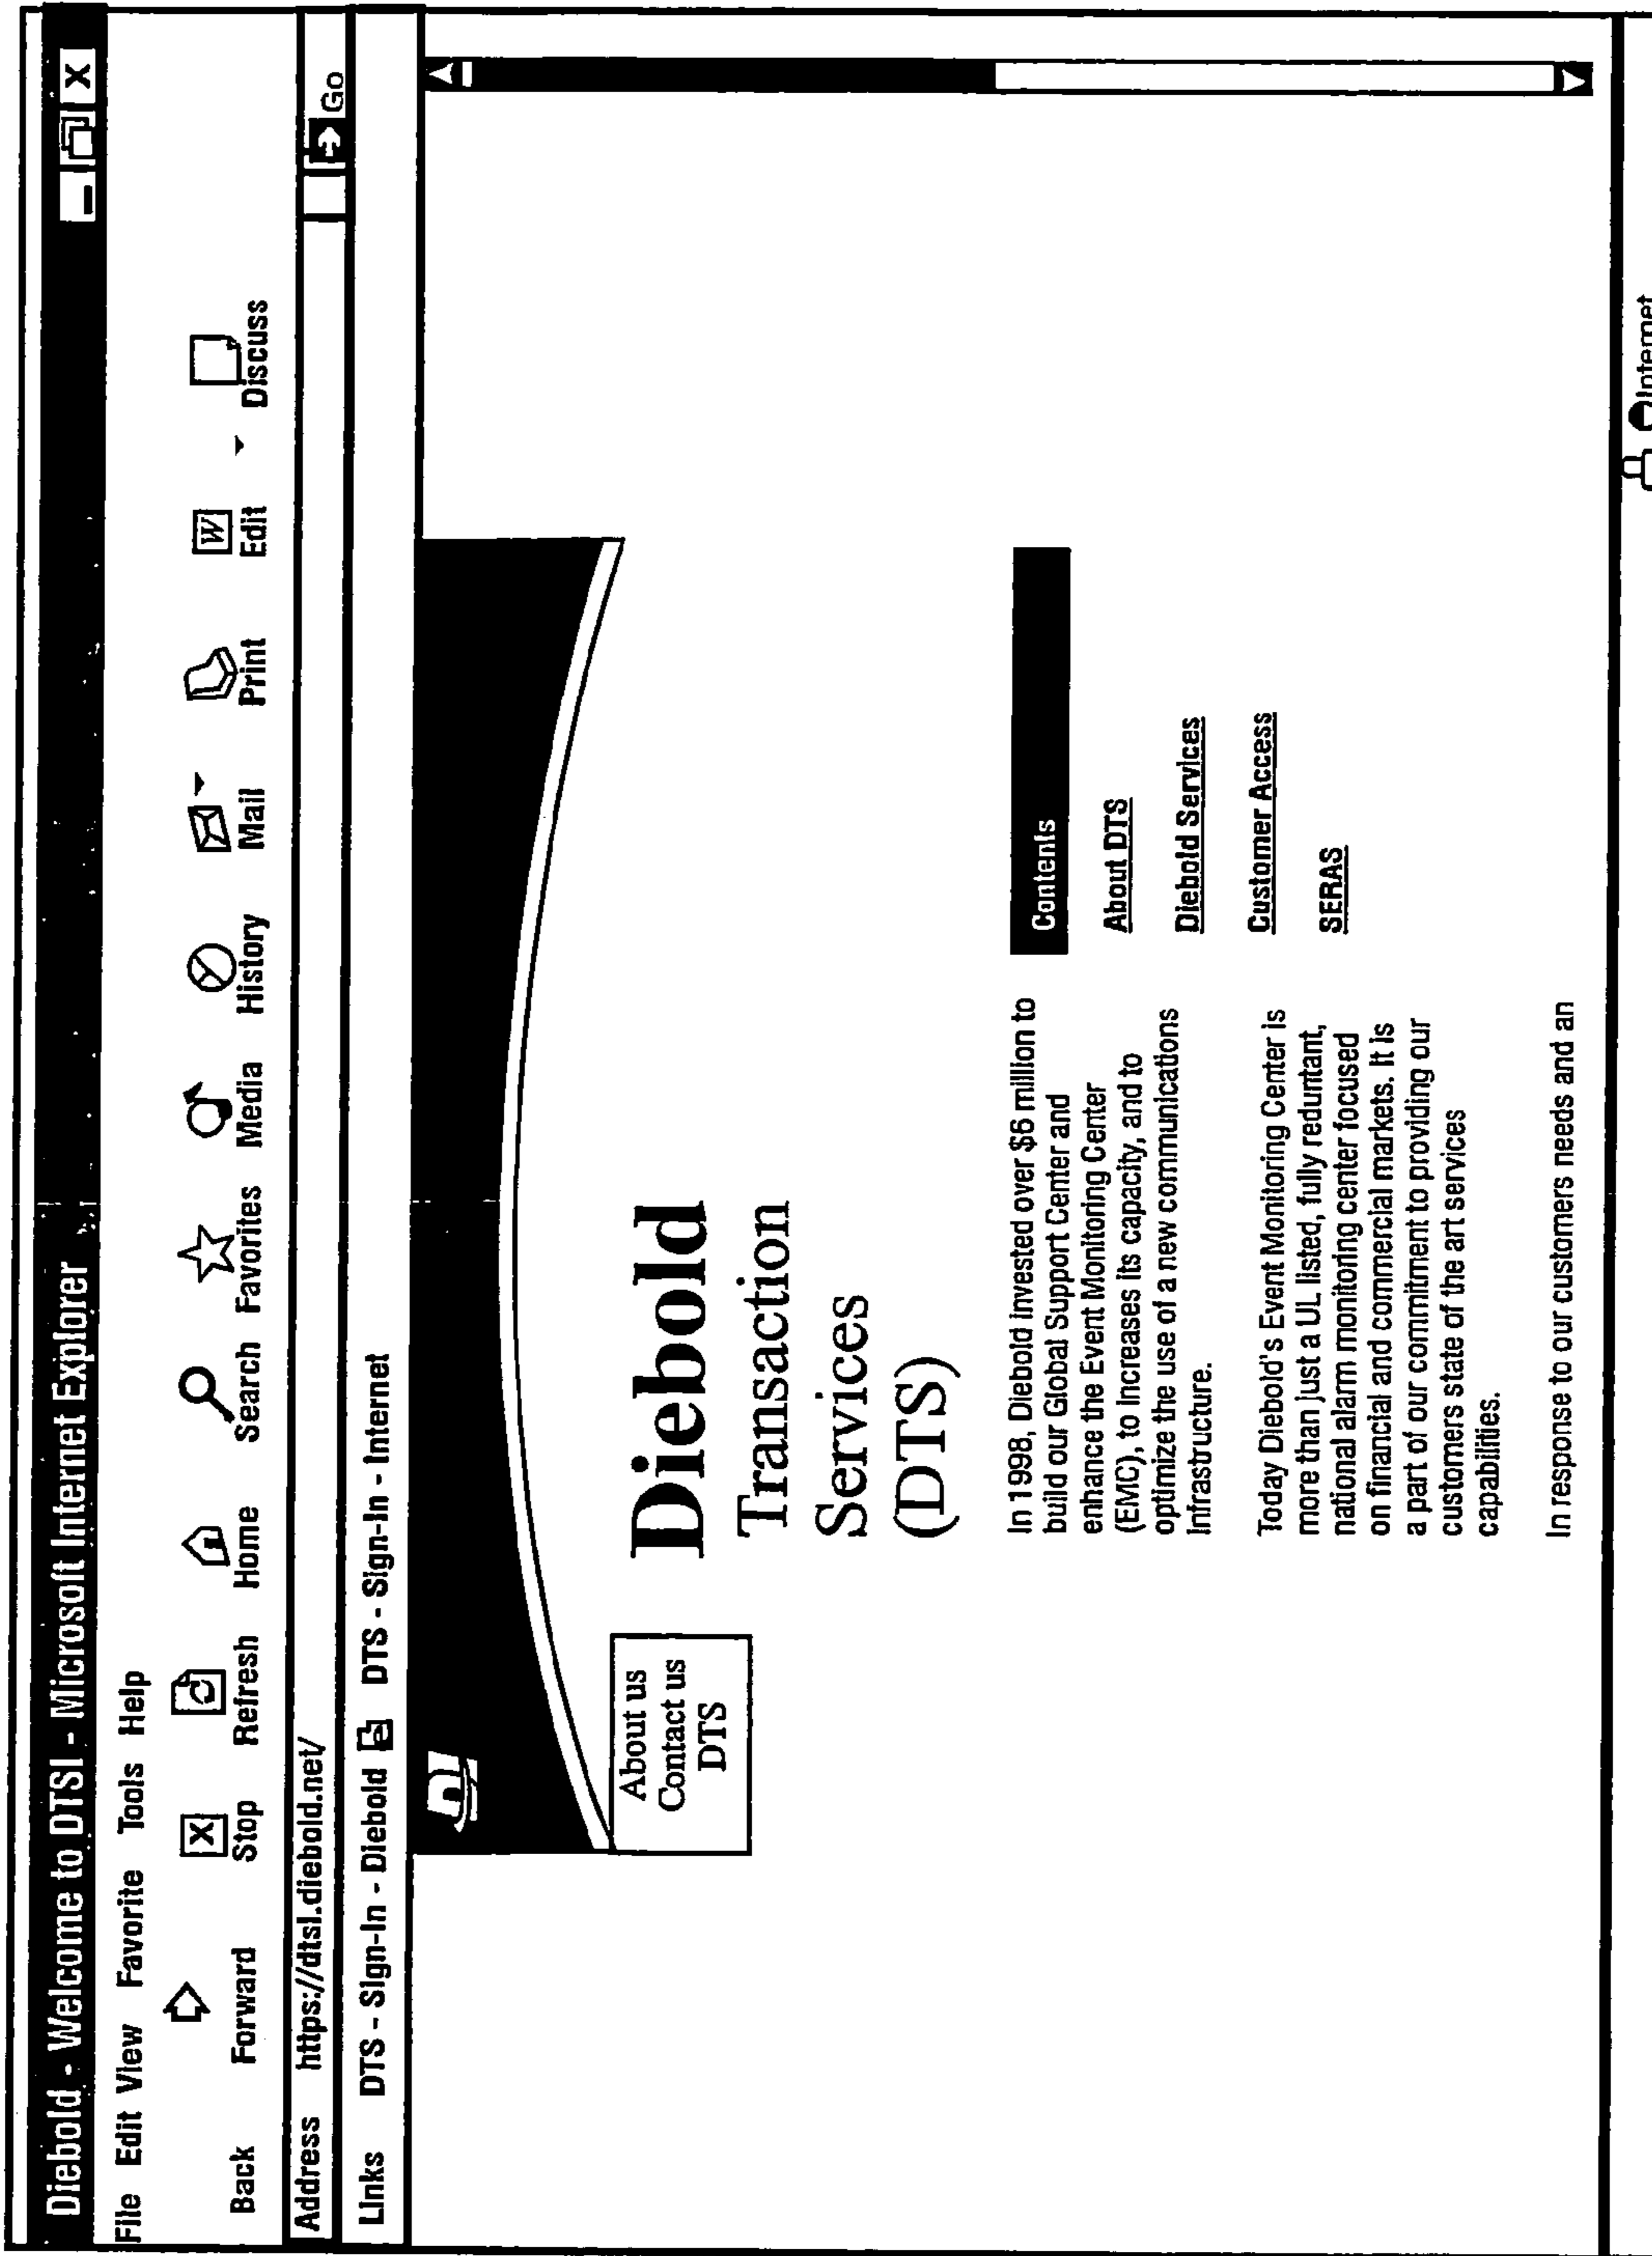 Diebold - Welcome to DTSI - Microsoft Internet Explorer
File Edit View Favorite Tools Help
Back Forward Stop Refresh Home Search Favorites Media History Mail Print Edit Discuss
Address https://dtsl.diebold.net/ Go
Links DTS - Sign-In - Diebold DTS - Sign-In - Internet
About us
Contact us
DTS
Diebold
Transaction
Services
(DTS)
In 1998, Diebold invested over $6 million to
build our Global Support Center and
enhance the Event Monitoring Center
(EMC), to Increases its capacity, and to
optimize the use of a new communications
Infrastructure.
Today Diebold's Event Monitoring Center is
more than just a UL listed, fully reduntant,
national alarm monitoring center focused
on financial and commercial markets. It is
a part of our commitment to providing our
customers state of the art services
capabilities.
In response to our customers needs and an
Contents
About DTS
Diebold Services
Customer Access
SERAS
Internet